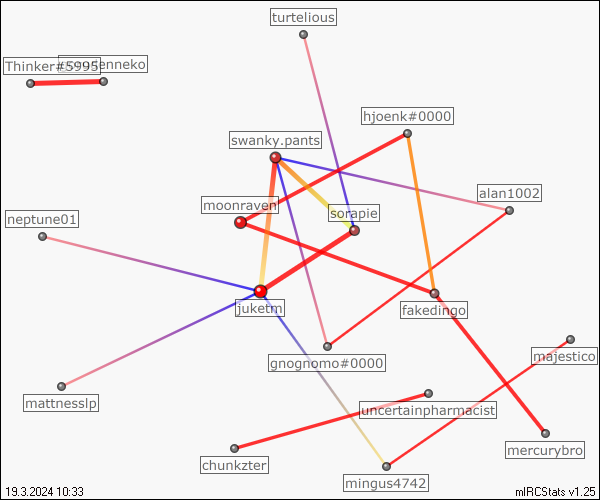 turtelious
Thinker#5995
enneko
hjoenk#0000
swanky.pants
alan1002
moonraven
sorapie
neptune01
juketm
fakedingo
gnognomo#0000
majestico
mattnesslp
uncertainpharmacist
mercurybro
chunkzter
mingus4742
19.3.2024 10:33
mIRCStats v1.25